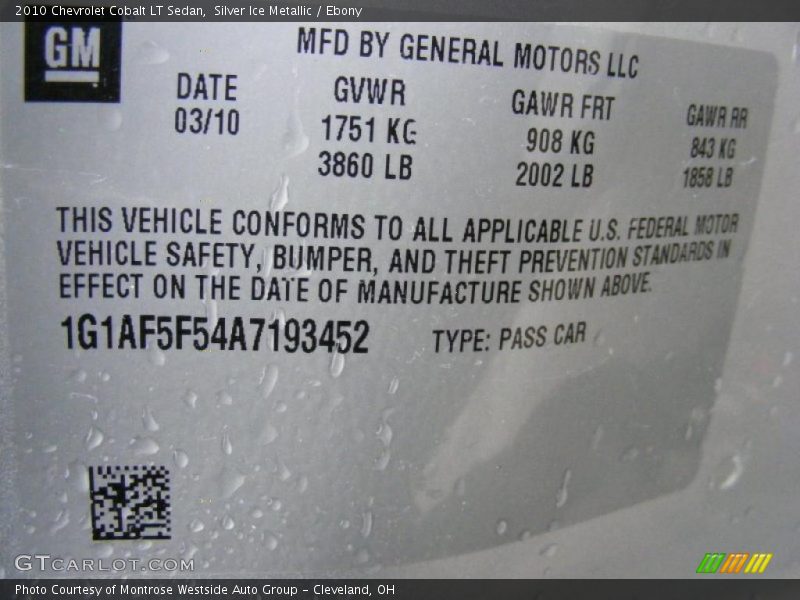 2010 Chevrolet Cobalt LT Sedan,  Silver Ice Metallic / Ebony
GM
MFD BY GENERAL MOTORS LLC
DATE GVWR GAWR FRT GAWR RR
03/10 1751 KG 908 KG 843 KG
3860 LB 2002 LB 1858 LB
THIS VEHICLE CONFORMS TO ALL APPLICABLE U.S. FEDERAL MOTOR
VEHICLE SAFETY, BUMPER, AND THEFT PREVENTION STANDARDS IN
EFFECT ON THE DATE OF MANUFACTURE SHOWN ABOVE.
1G1AF5F54A7193452 TYPE: PASS CAR
GTCARLOT.COM
Photo Courtesy of Montrose Westside Auto Group - Cleveland, OH